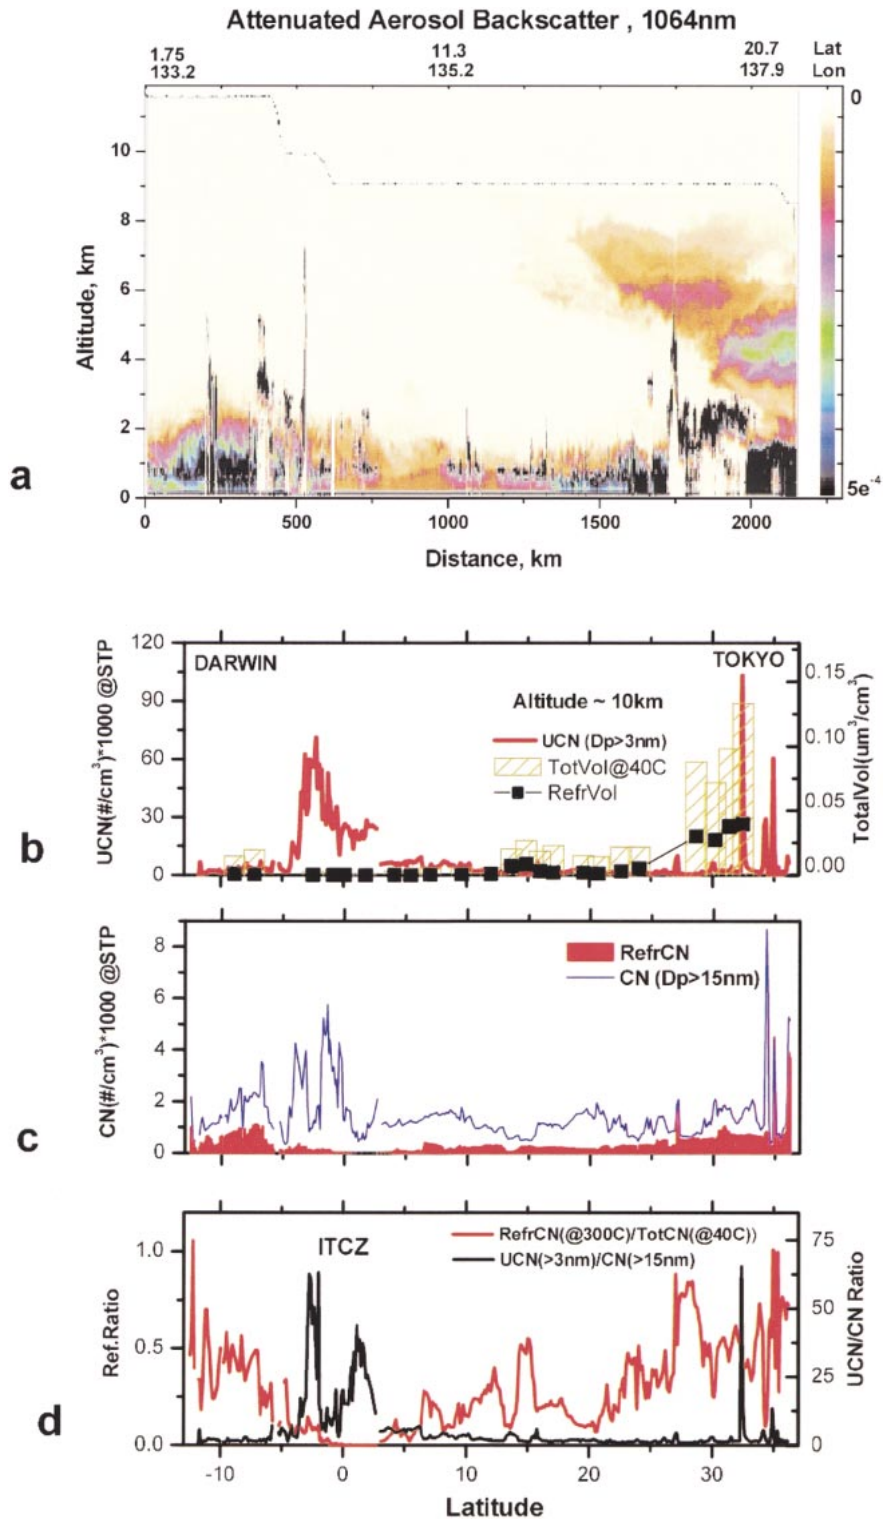 Attenuated Aerosol Backscatter , 1064nm
1.75 11.3 20.7 Lat
133.2 135.2 137.9 Lon
0
10
8
6
4
2
0
Altitude, km
5e⁻⁴
a
0 500 1000 1500 2000
Distance, km
120
90
60
30
0
UCN(#/cm³)*1000 @STP
DARWIN
TOKYO
Altitude ~ 10km
UCN (Dp>3nm)
TotVol@40C
RefrVol
0.15
0.10
0.05
0.00
TotalVol(um³/cm³)
b
8
6
4
2
0
CN(#/cm³)*1000 @STP
RefrCN
CN (Dp>15nm)
c
1.0
0.5
0.0
Ref.Ratio
ITCZ
RefrCN(@300C)/TotCN(@40C))
UCN(>3nm)/CN(>15nm)
75
50
25
0
UCN/CN Ratio
d
-10 0 10 20 30
Latitude